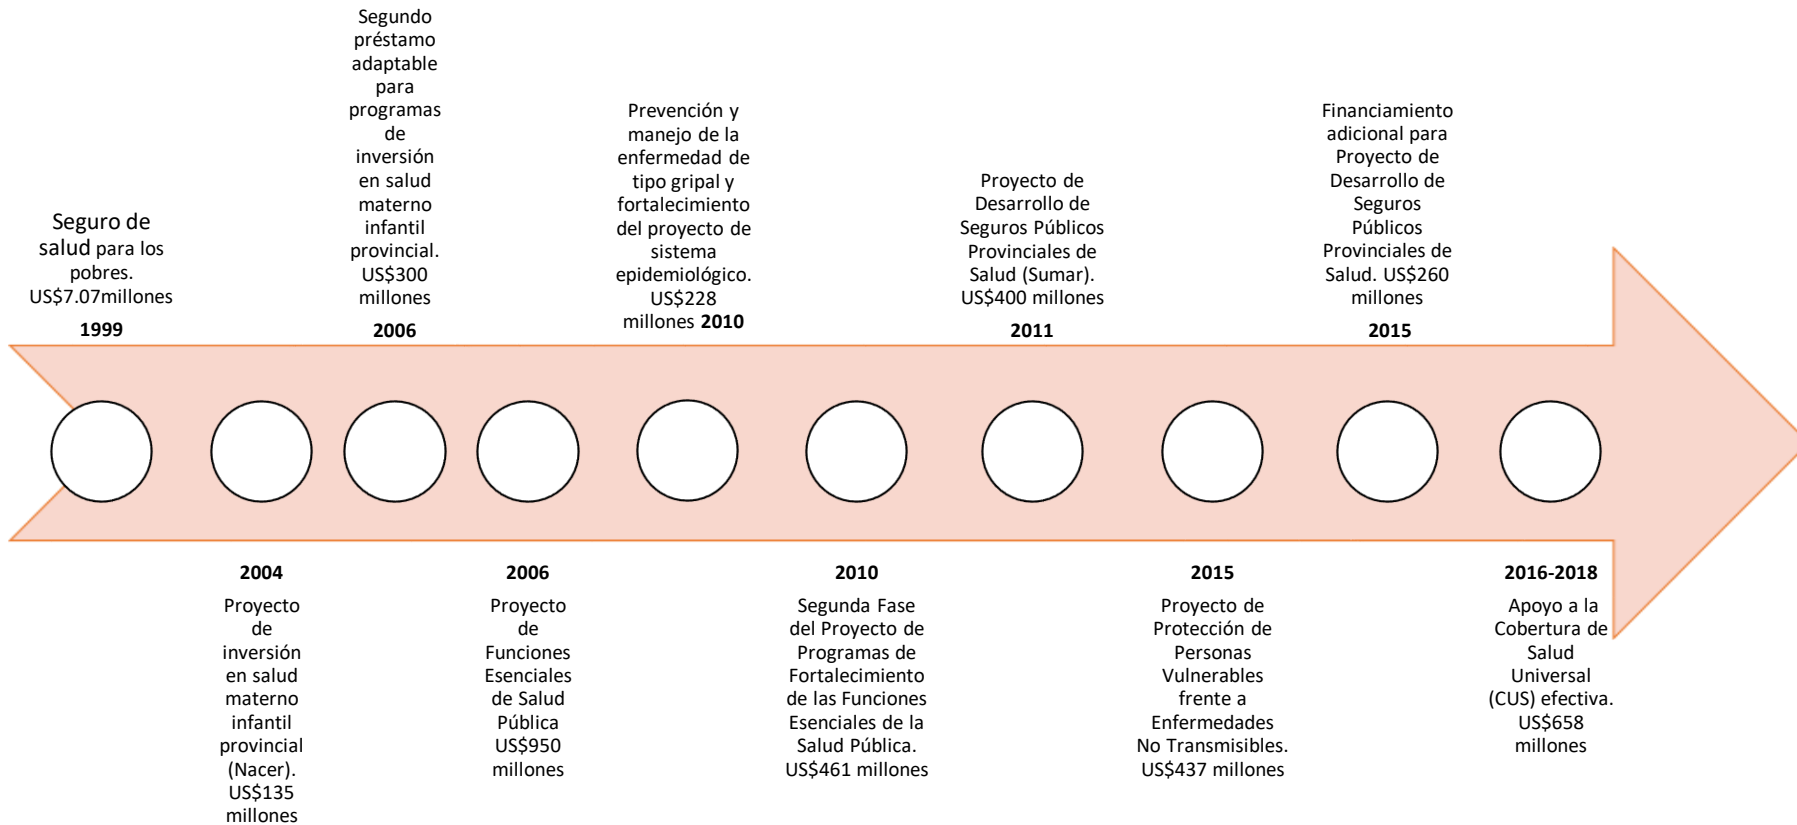 Seguro de
salud para los
pobres.
US$7.07millones
1999
2004
Proyecto
de
inversión
en salud
materno
infantil
provincial
(Nacer).
US$135
millones
Segundo
préstamo
adaptable
para
programas
de
inversión
en salud
materno
infantil
provincial.
US$300
millones
2006
2006
Proyecto
de
Funciones
Esenciales
de Salud
Pública
US$950
millones
Prevención y
manejo de la
enfermedad de
tipo gripal y
fortalecimiento
del proyecto de
sistema
epidemiológico.
US$228
millones 2010
2010
Segunda Fase
del Proyecto de
Programas de
Fortalecimiento
de las Funciones
Esenciales de la
Salud Pública.
US$461 millones
Proyecto de
Desarrollo de
Seguros Públicos
Provinciales de
Salud (Sumar).
US$400 millones
2011
2015
Proyecto de
Protección de
Personas
Vulnerables
frente a
Enfermedades
No Transmisibles.
US$437 millones
Financiamiento
adicional para
Proyecto de
Desarrollo de
Seguros
Públicos
Provinciales de
Salud. US$260
millones
2015
2016-2018
Apoyo a la
Cobertura de
Salud
Universal
(CUS) efectiva.
US$658
millones